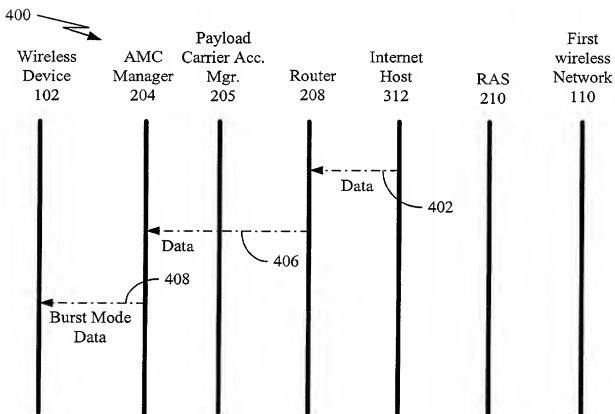 400
Wireless
Device
102
AMC
Manager
204
Payload
Carrier Acc.
Mgr.
205
Router
208
Internet
Host
312
RAS
210
First
wireless
Network
110
Data
402
Data
406
408
Burst Mode
Data